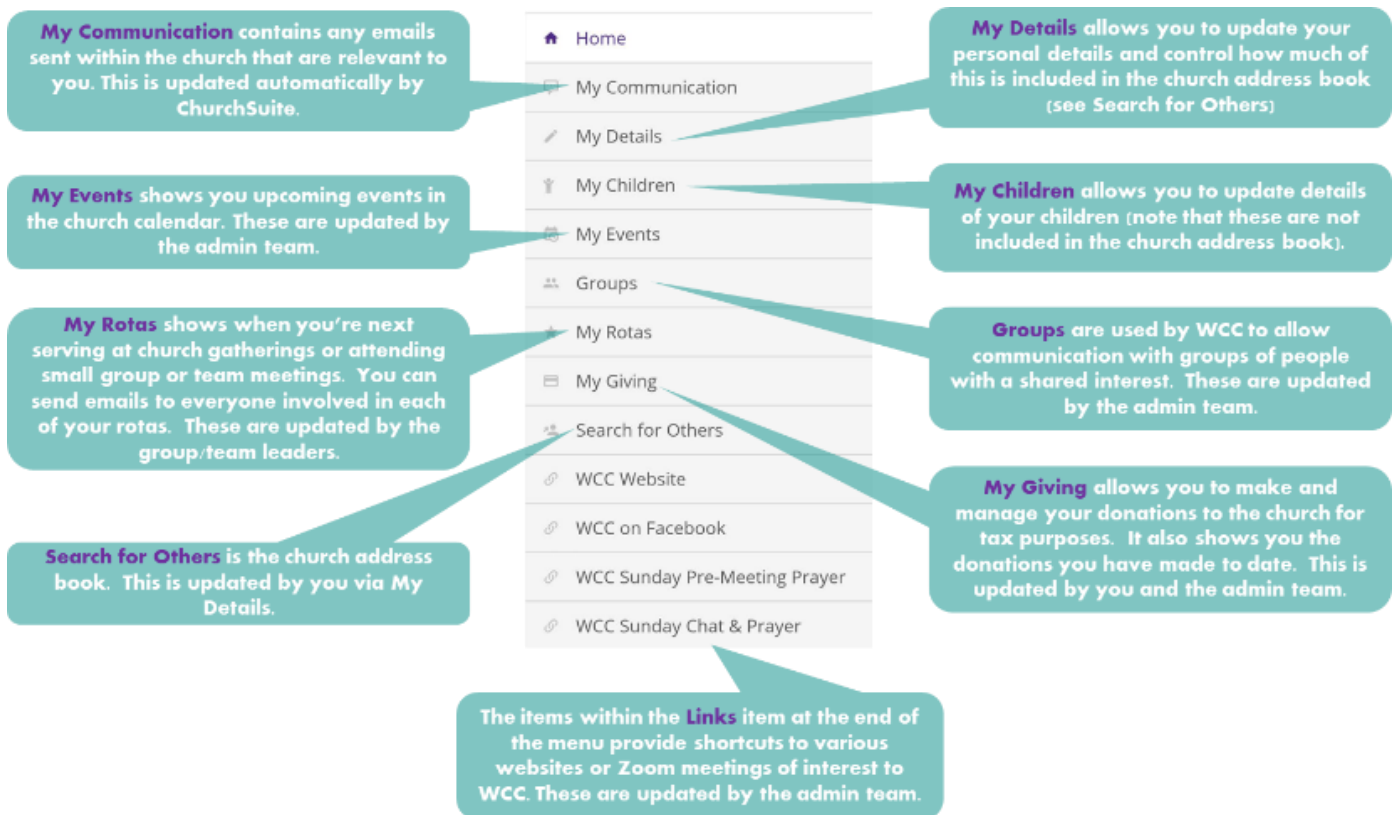 My Communication contains any emails
sent within the church that are relevant to
you. This is updated automatically by
ChurchSuite.
My Events shows you upcoming events in
the church calendar. These are updated by
the admin team.
My Rotas shows when you're next
serving at church gatherings or attending
small group or team meetings. You can
send emails to everyone involved in each
of your rotas. These are updated by the
group/team leaders.
Search for Others is the church address
book. This is updated by you via My
Details.
Home
My Communication
My Details
My Children
My Events
Groups
My Rotas
My Giving
Search for Others
WCC Website
WCC on Facebook
WCC Sunday Pre-Meeting Prayer
WCC Sunday Chat & Prayer
My Details allows you to update your
personal details and control how much of
this is included in the church address book
(see Search for Others)
My Children allows you to update details
of your children (note that these are not
included in the church address book).
Groups are used by WCC to allow
communication with groups of people
with a shared interest. These are updated
by the admin team.
My Giving allows you to make and
manage your donations to the church for
tax purposes. It also shows you the
donations you have made to date. This is
updated by you and the admin team.
The items within the Links item at the end of
the menu provide shortcuts to various
websites or Zoom meetings of interest to
WCC. These are updated by the admin team.